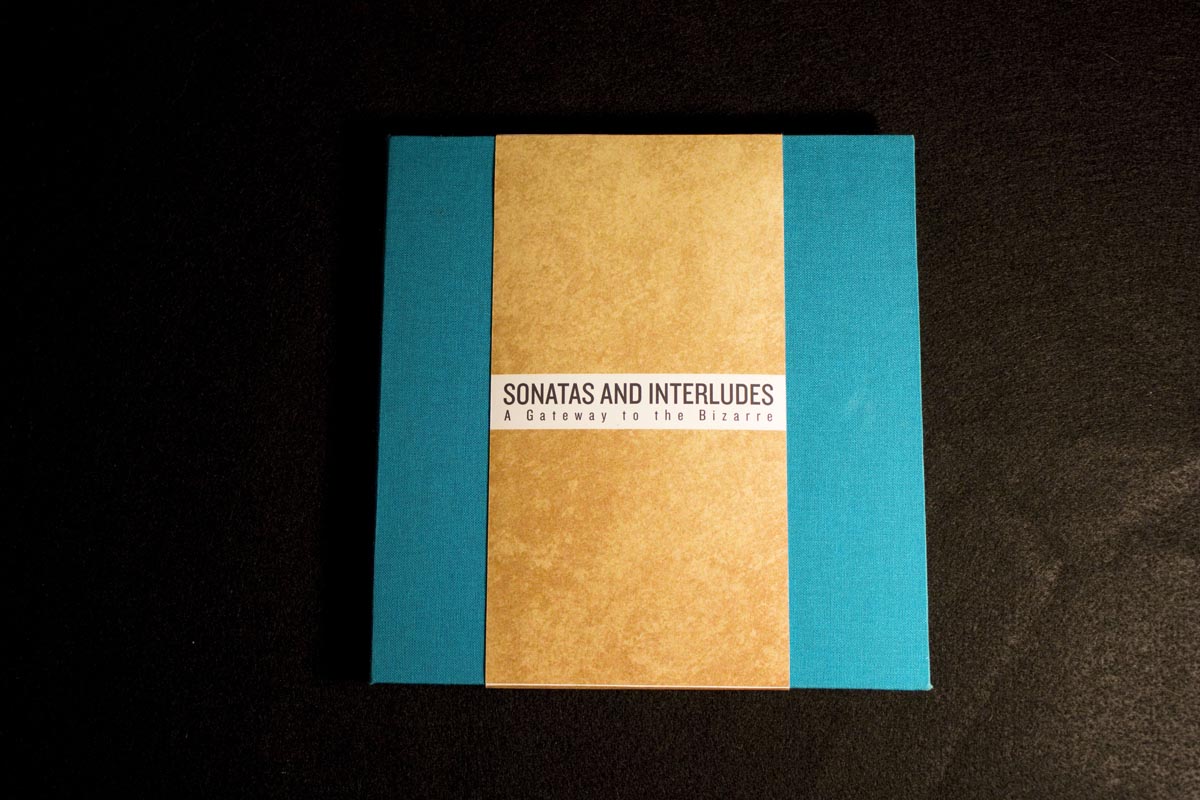 SONATAS AND INTERLUDES
A Gateway to the Bizarre